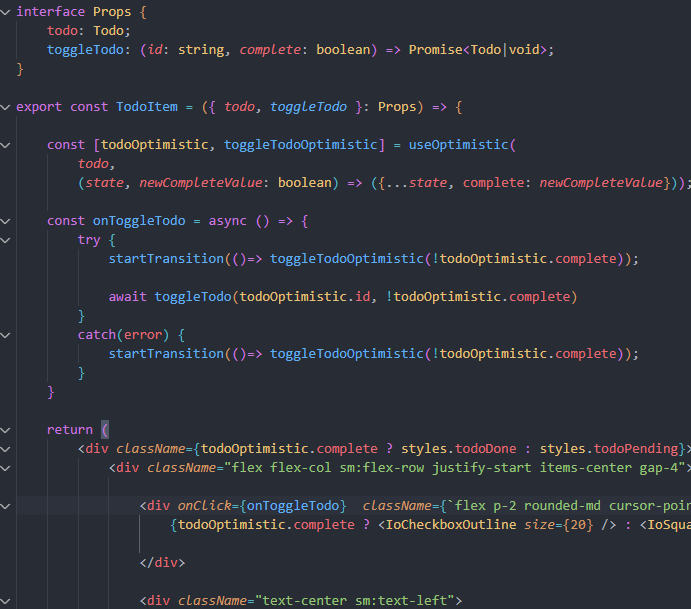 interface Props {
todo: Todo;
toggleTodo: (id: string, complete: boolean) => Promise<Todo|void>;
}
export const TodoItem = ({ todo, toggleTodo }: Props) => {
const [todoOptimistic, toggleTodoOptimistic] = useOptimistic(
todo,
(state, newCompleteValue: boolean) => ({...state, complete: newCompleteValue}));
const onToggleTodo = async () => {
try {
startTransition(()=> toggleTodoOptimistic(!todoOptimistic.complete));
await toggleTodo(todoOptimistic.id, !todoOptimistic.complete)
}
catch(error) {
startTransition(()=> toggleTodoOptimistic(!todoOptimistic.complete));
}
}
return (
<div className={todoOptimistic.complete ? styles.todoDone : styles.todoPending}>
<div className="flex flex-col sm:flex-row justify-start items-center gap-4">
<div onClick={onToggleTodo}  className={`flex p-2 rounded-md cursor-poin
{todoOptimistic.complete ? <IoCheckboxOutline size={20} /> : <IoSqua
</div>
<div className="text-center sm:text-left">